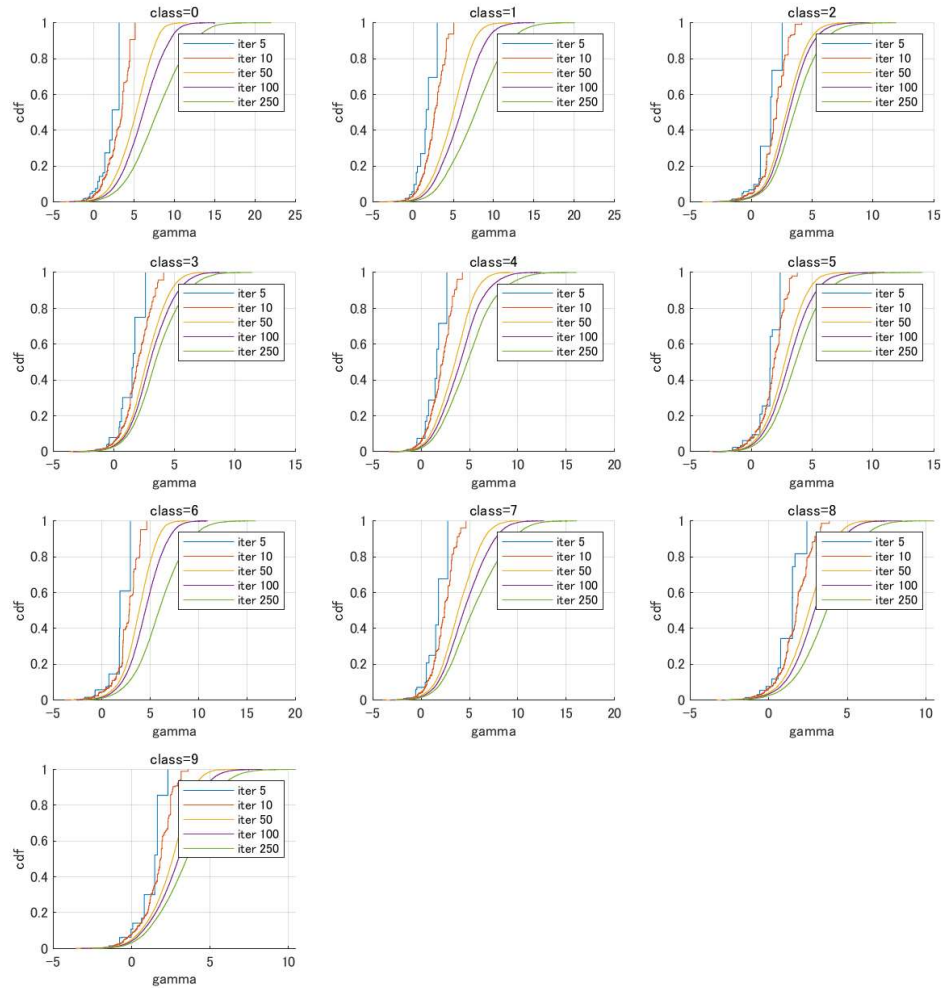 class=0
1
0.8
0.6
0.4
0.2
0
cdf
iter 5
iter 10
iter 50
iter 100
iter 250
-5 0 5 10 15 20 25
gamma
class=1
1
0.8
0.6
0.4
0.2
0
cdf
iter 5
iter 10
iter 50
iter 100
iter 250
-5 0 5 10 15 20 25
gamma
class=2
1
0.8
0.6
0.4
0.2
0
cdf
iter 5
iter 10
iter 50
iter 100
iter 250
-5 0 5 10 15
gamma
class=3
1
0.8
0.6
0.4
0.2
0
cdf
iter 5
iter 10
iter 50
iter 100
iter 250
-5 0 5 10 15
gamma
class=4
1
0.8
0.6
0.4
0.2
0
cdf
iter 5
iter 10
iter 50
iter 100
iter 250
-5 0 5 10 15 20
gamma
class=5
1
0.8
0.6
0.4
0.2
0
cdf
iter 5
iter 10
iter 50
iter 100
iter 250
-5 0 5 10 15
gamma
class=6
1
0.8
0.6
0.4
0.2
0
cdf
iter 5
iter 10
iter 50
iter 100
iter 250
-5 0 5 10 15 20
gamma
class=7
1
0.8
0.6
0.4
0.2
0
cdf
iter 5
iter 10
iter 50
iter 100
iter 250
-5 0 5 10 15 20
gamma
class=8
1
0.8
0.6
0.4
0.2
0
cdf
iter 5
iter 10
iter 50
iter 100
iter 250
-5 0 5 10
gamma
class=9
1
0.8
0.6
0.4
0.2
0
cdf
iter 5
iter 10
iter 50
iter 100
iter 250
-5 0 5 10
gamma